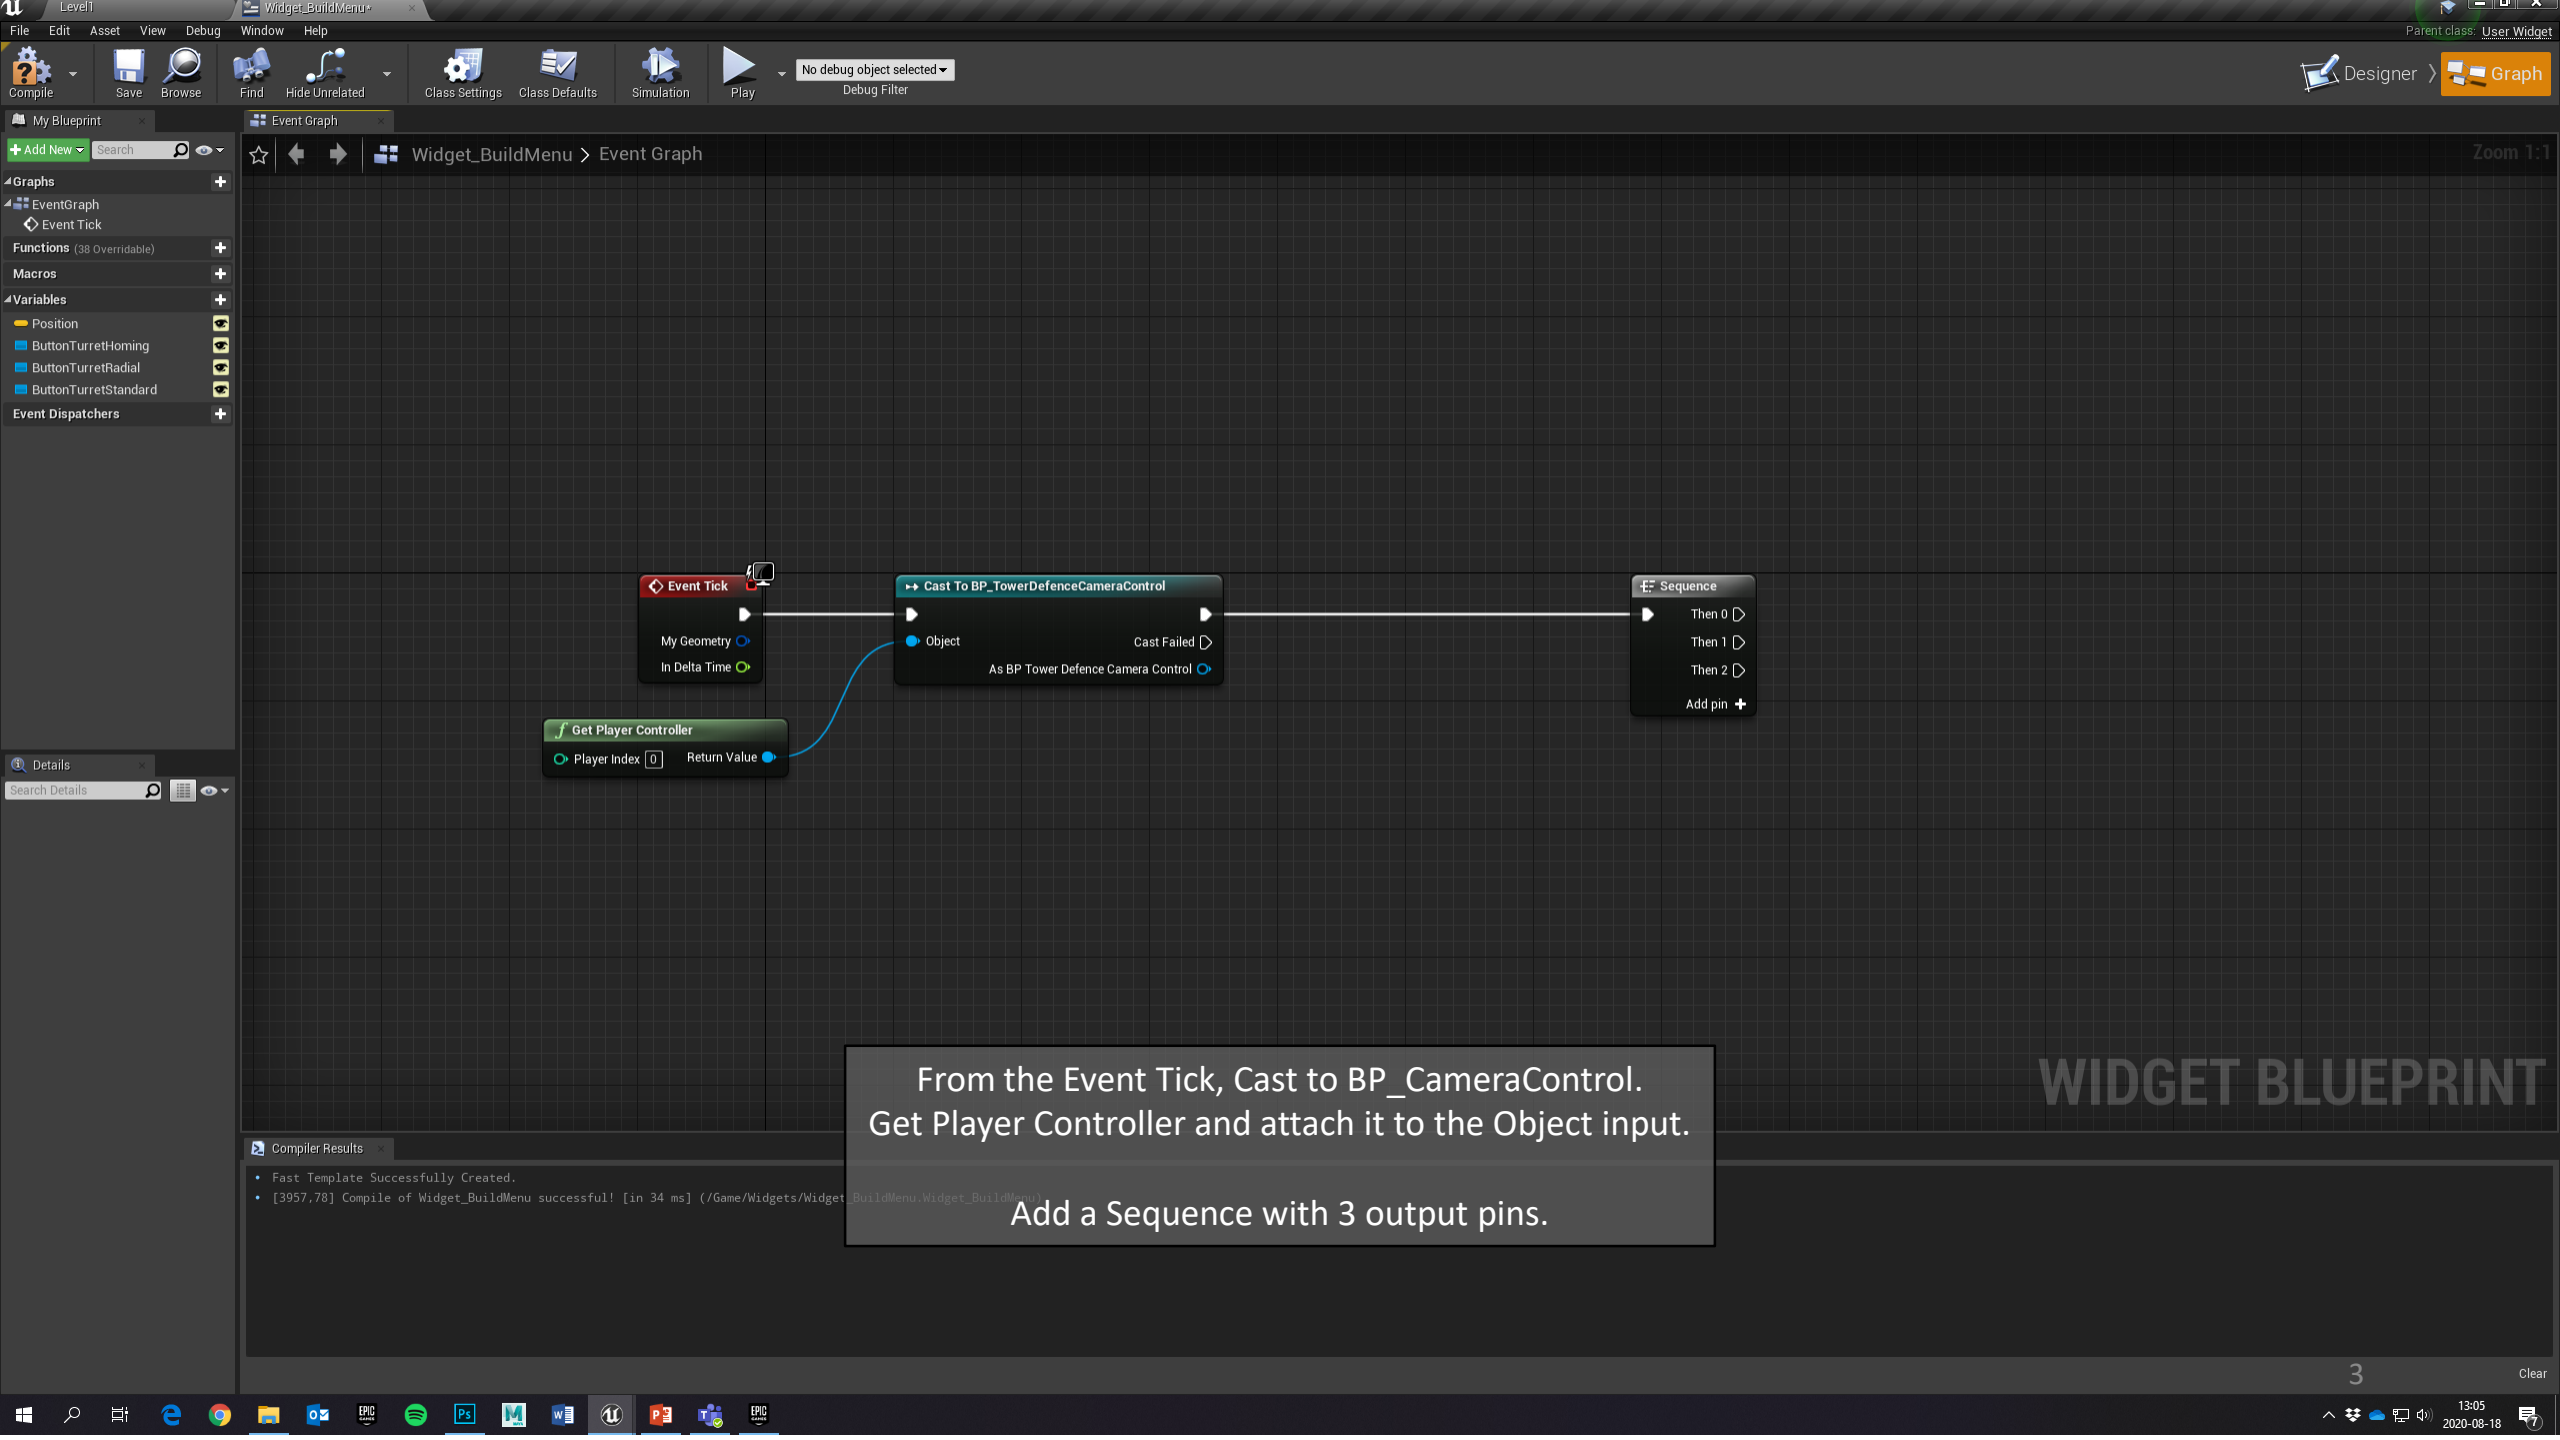 Level1
Widget_BuildMenu*
File Edit Asset View Debug Window Help
Parent class: User Widget
Compile
Save
Browse
Find
Hide Unrelated
Class Settings
Class Defaults
Simulation
Play
No debug object selected
Debug Filter
Designer
Graph
My Blueprint
Event Graph
Add New
Search
Widget_BuildMenu > Event Graph
Zoom 1:1
Graphs
EventGraph
Event Tick
Functions (38 Overridable)
Macros
Variables
Position
ButtonTurretHoming
ButtonTurretRadial
ButtonTurretStandard
Event Dispatchers
Event Tick
My Geometry
In Delta Time
Cast To BP_TowerDefenceCameraControl
Object
Cast Failed
As BP Tower Defence Camera Control
Sequence
Then 0
Then 1
Then 2
Add pin
Get Player Controller
Player Index 0
Return Value
Details
Search Details
WIDGET BLUEPRINT
From the Event Tick, Cast to BP_CameraControl.
Get Player Controller and attach it to the Object input.
Add a Sequence with 3 output pins.
Compiler Results
Fast Template Successfully Created.
[3957,78] Compile of Widget_BuildMenu successful! [in 34 ms] (/Game/Widgets/Widget_BuildMenu.Widget_BuildMenu)
3
Clear
13:05
2020-08-18
7